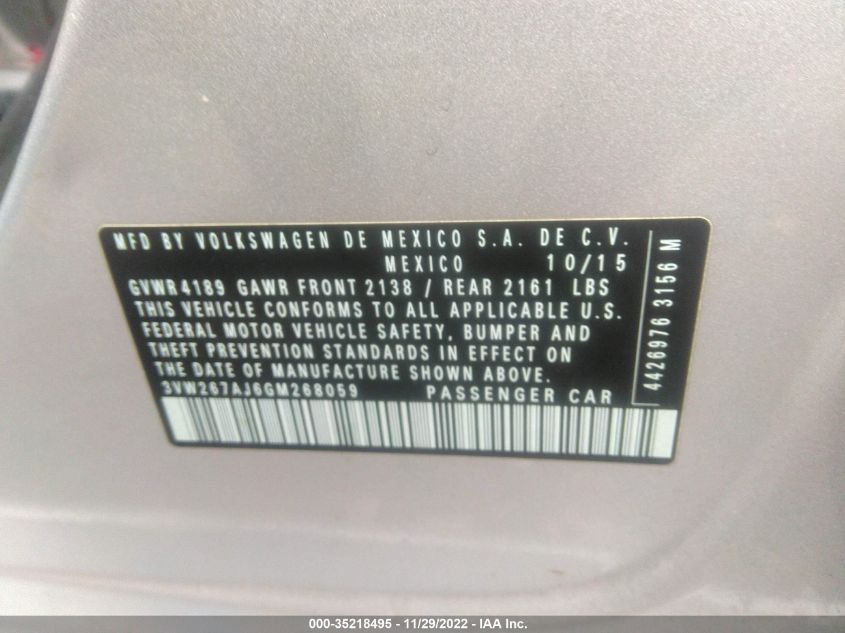 MFD BY VOLKSWAGEN DE MEXICO S.A. DE C.V.
MEXICO 10/15
GVWR 4189 GAWR FRONT 2138 / REAR 2161 LBS
THIS VEHICLE CONFORMS TO ALL APPLICABLE U.S.
FEDERAL MOTOR VEHICLE SAFETY, BUMPER AND
THEFT PREVENTION STANDARDS IN EFFECT ON
THE DATE OF MANUFACTURE SHOWN ABOVE.
3VW267AJ6GM268059 PASSENGER CAR
4426976 3156 M
000-35218495 - 11/29/2022 - IAA Inc.